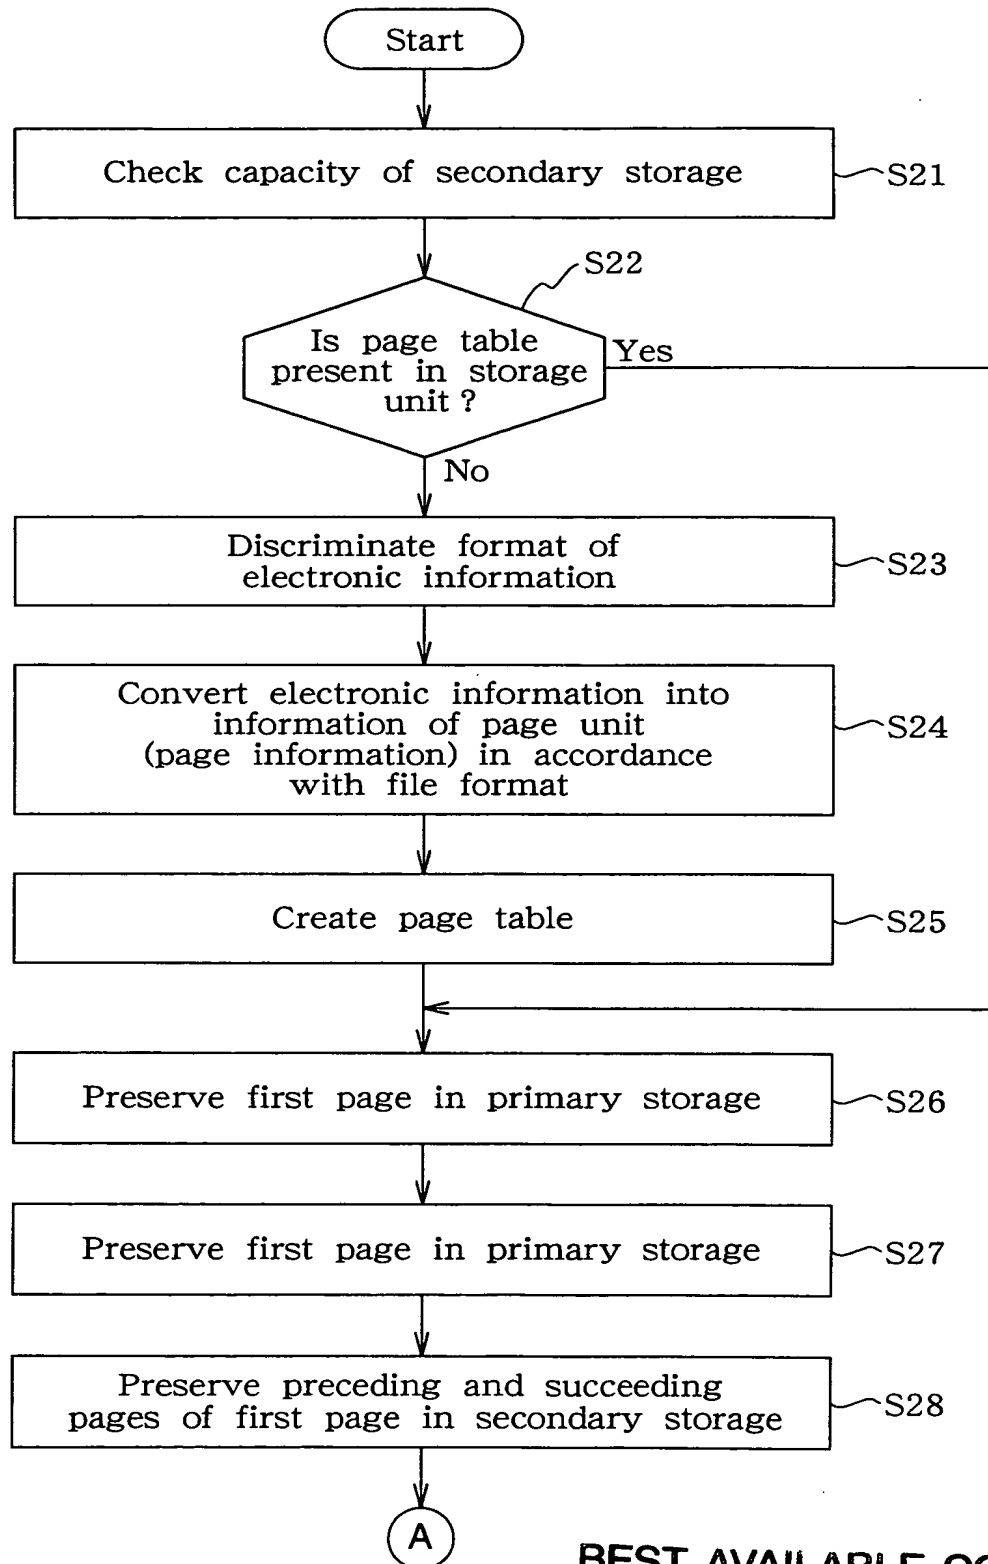 Start
Check capacity of secondary storage
S21
S22
Is page table
present in storage
unit ?
Yes
No
Discriminate format of
electronic information
S23
Convert electronic information into
information of page unit
(page information) in accordance
with file format
S24
Create page table
S25
Preserve first page in primary storage
S26
Preserve first page in primary storage
S27
Preserve preceding and succeeding
pages of first page in secondary storage
S28
A
BEST AVAILABLE